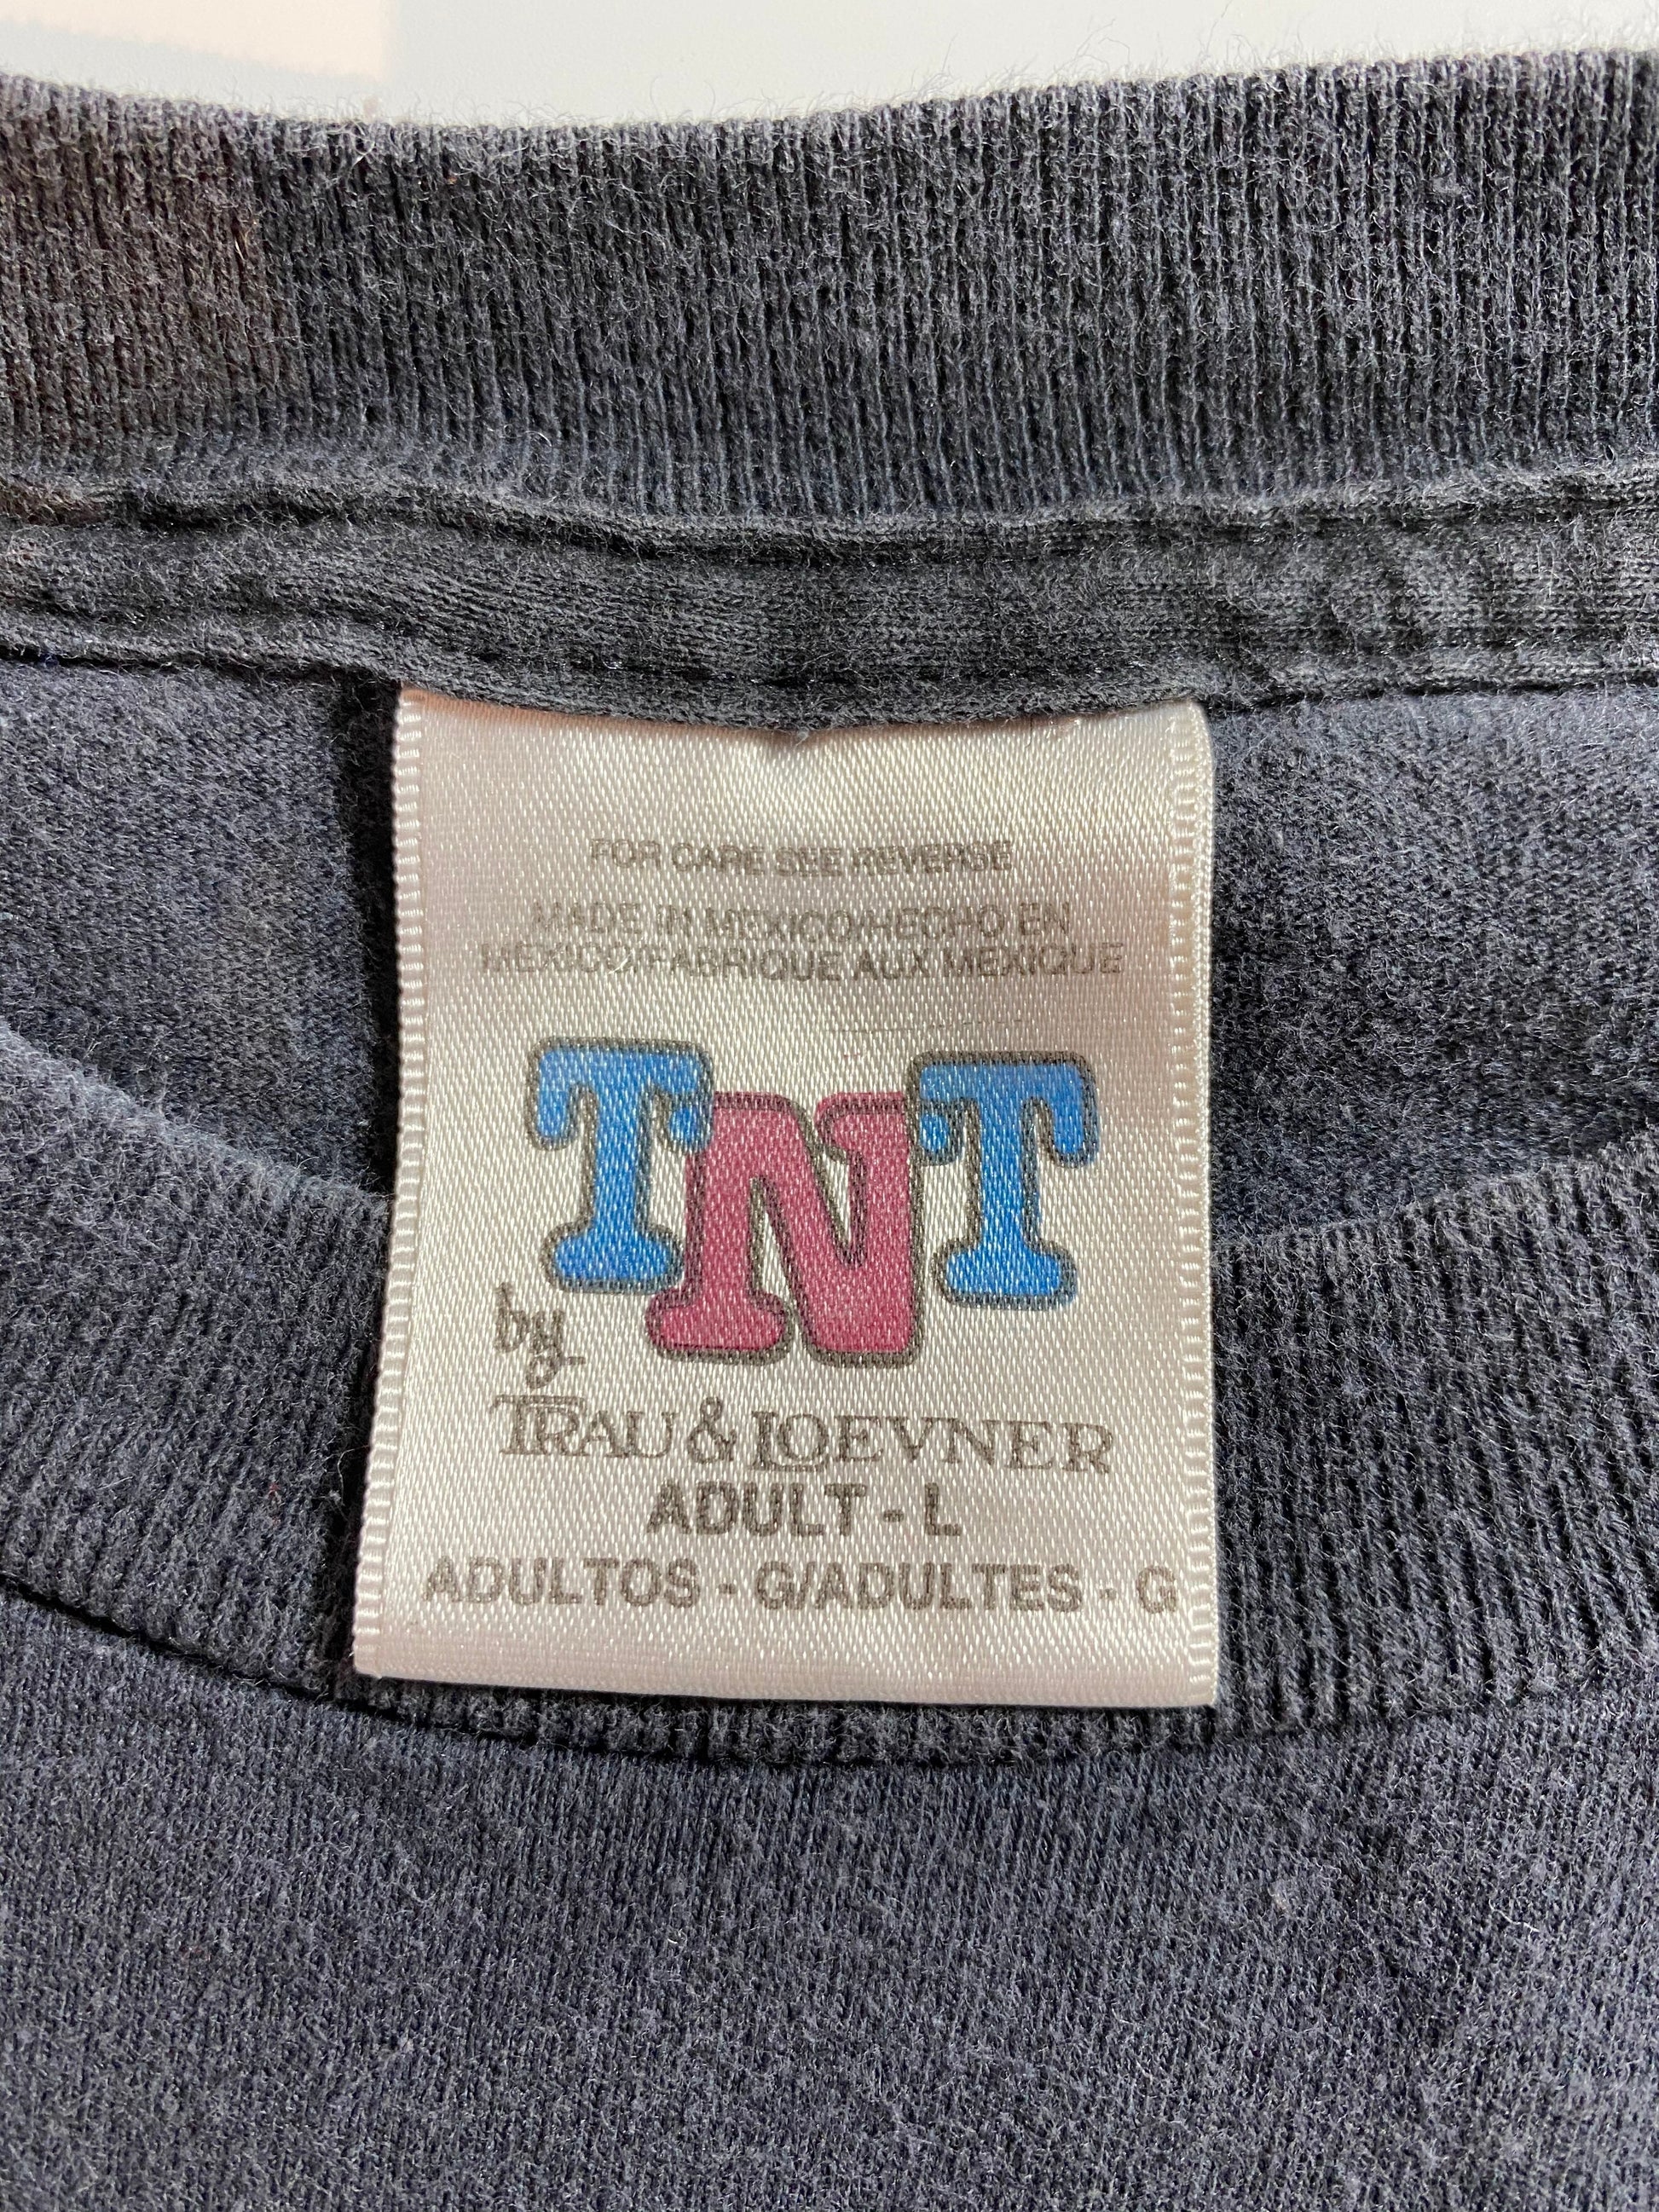 FOR CARE SEE REVERSE
MADE IN MEXICO/HECHO EN
MEXICO/FABRIQUE AUX MEXIQUE
TNT
by
TRAU & LOEVNER
ADULT - L
ADULTOS - G/ADULTES - G